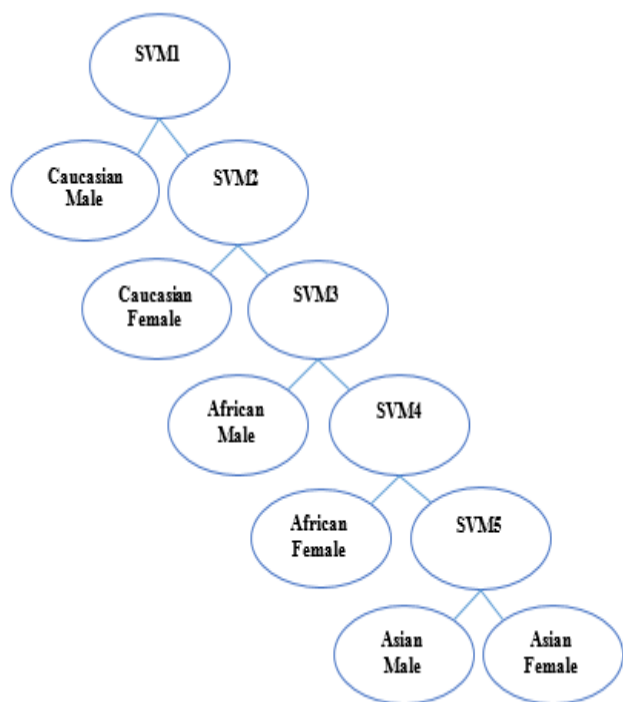 SVM1
Caucasian
Male
SVM2
Caucasian
Female
SVM3
African
Male
SVM4
African
Female
SVM5
Asian
Male
Asian
Female